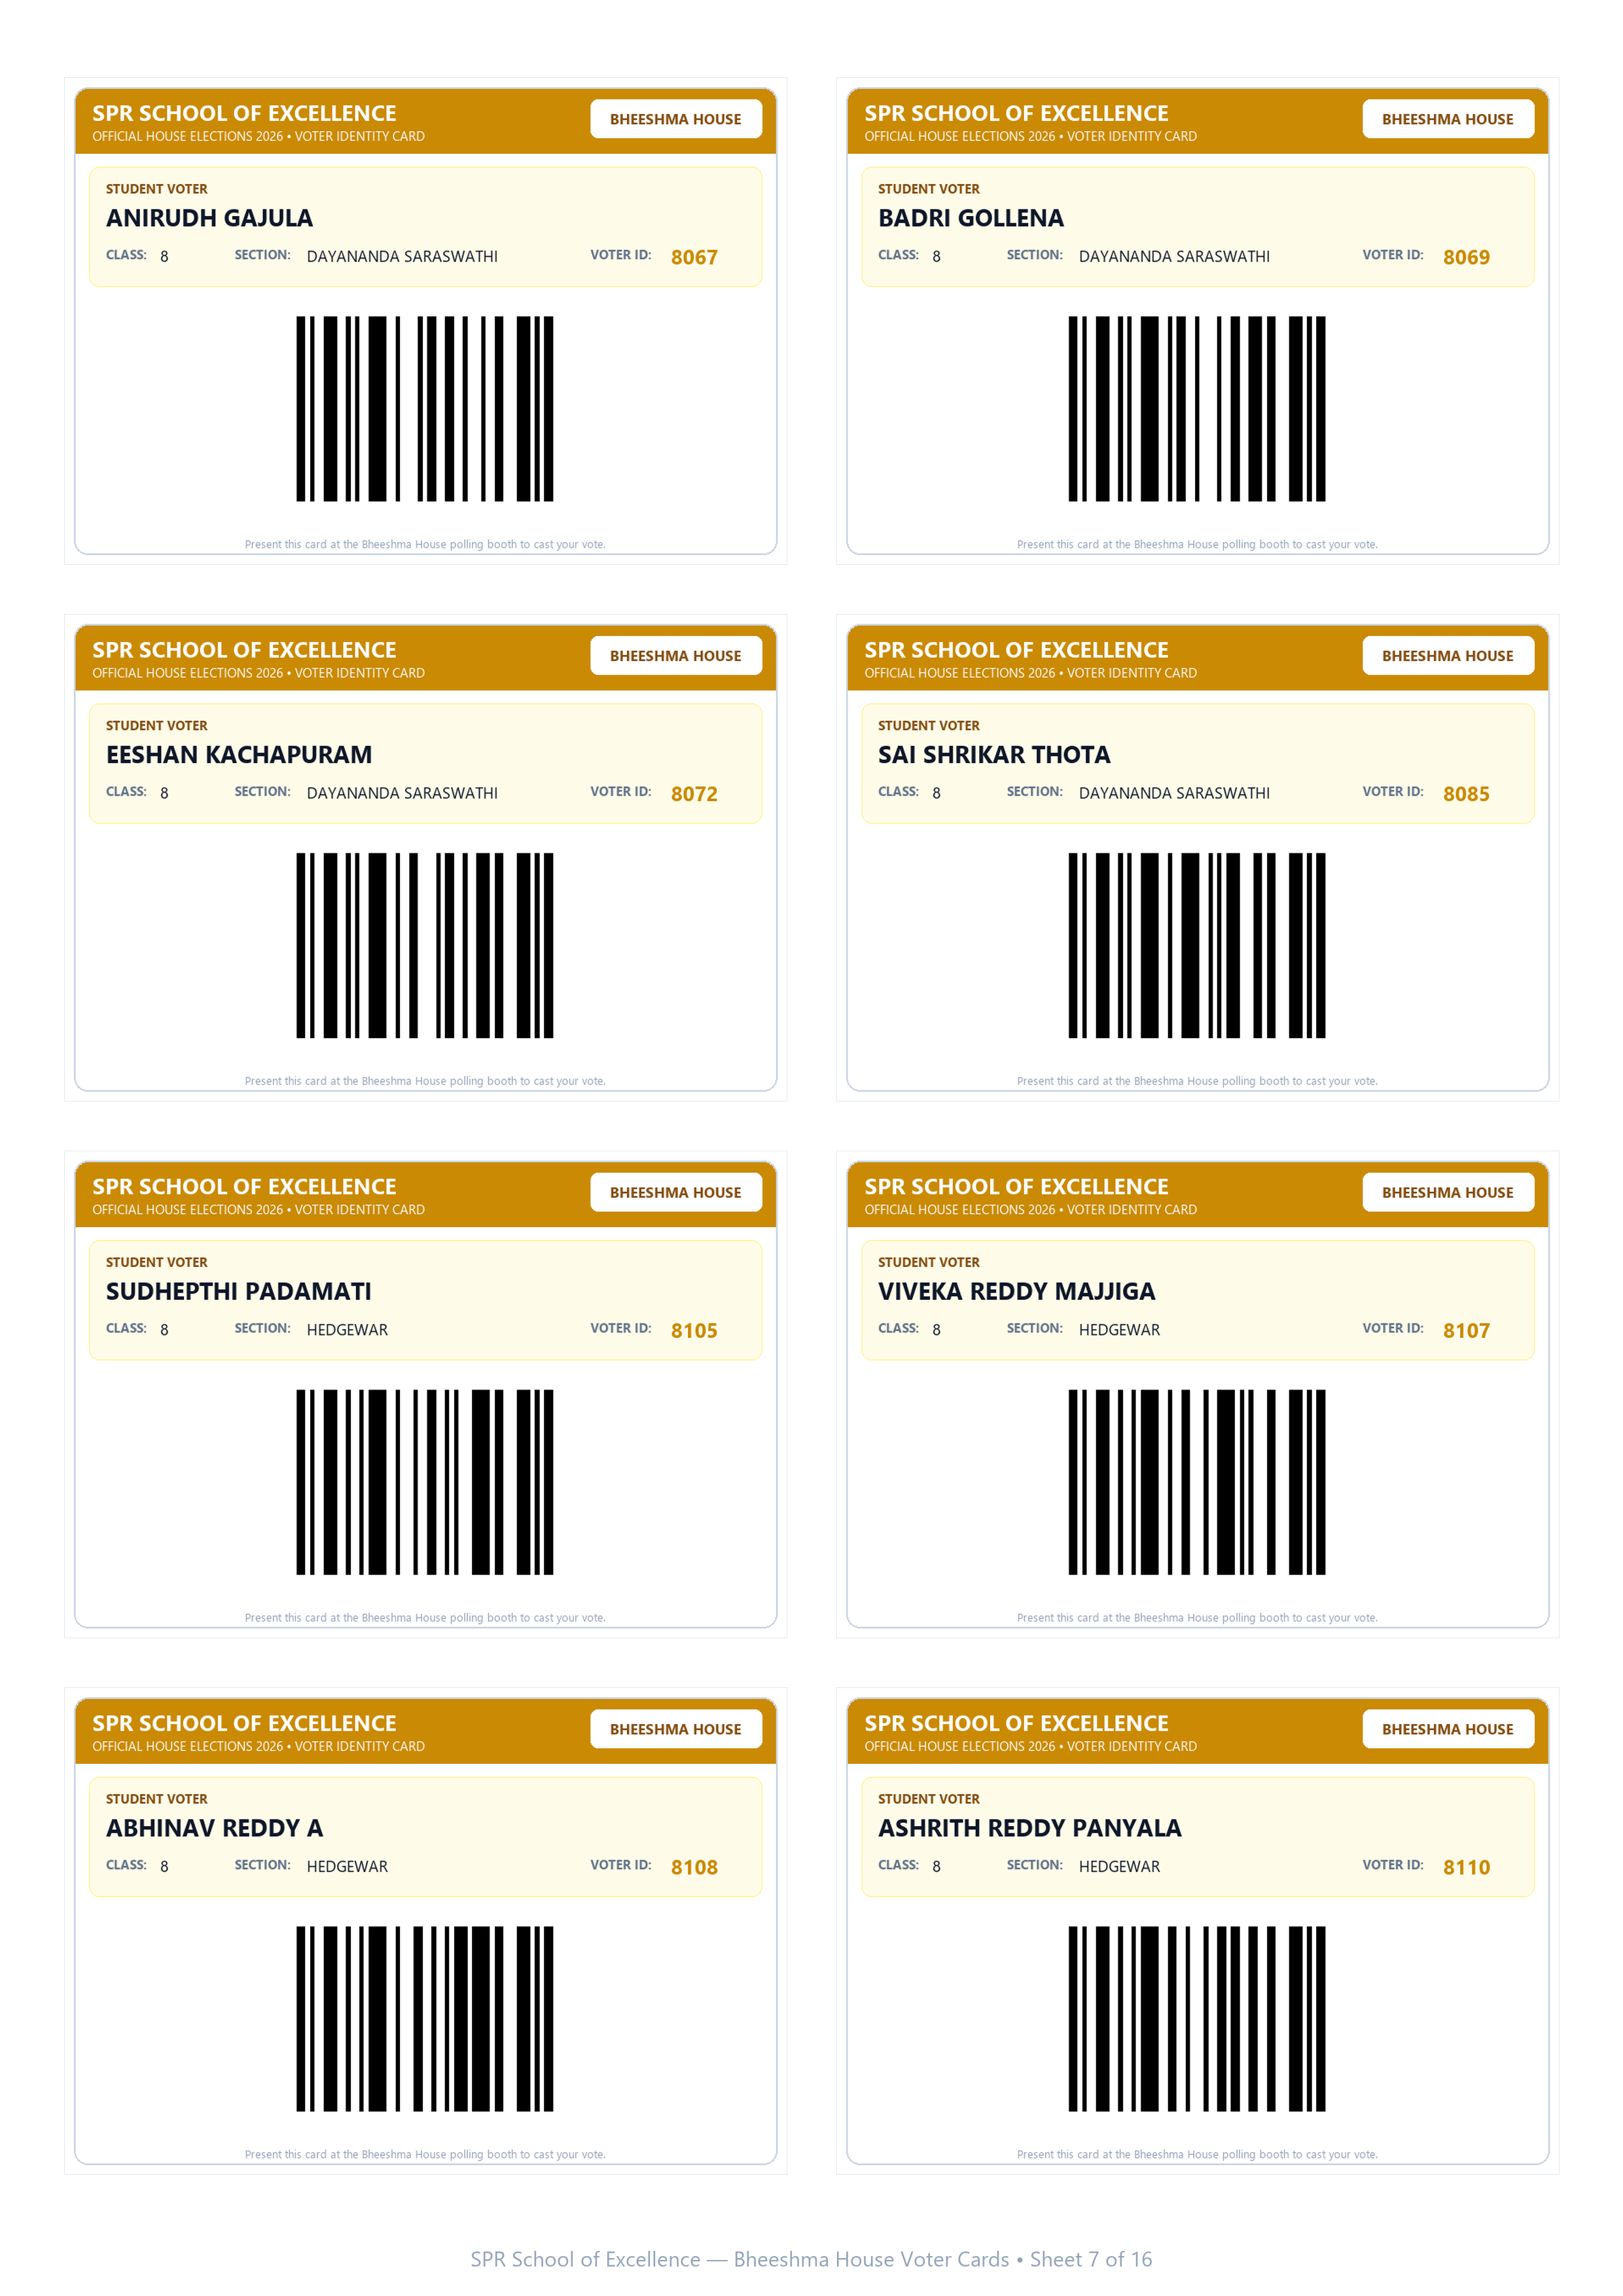 SPR SCHOOL OF EXCELLENCE
OFFICIAL HOUSE ELECTIONS 2026 • VOTER IDENTITY CARD
BHEESHMA HOUSE
STUDENT VOTER
ANIRUDH GAJULA
CLASS: 8 SECTION: DAYANANDA SARASWATHI VOTER ID: 8067
Present this card at the Bheeshma House polling booth to cast your vote.
SPR SCHOOL OF EXCELLENCE
OFFICIAL HOUSE ELECTIONS 2026 • VOTER IDENTITY CARD
BHEESHMA HOUSE
STUDENT VOTER
BADRI GOLLENA
CLASS: 8 SECTION: DAYANANDA SARASWATHI VOTER ID: 8069
Present this card at the Bheeshma House polling booth to cast your vote.
SPR SCHOOL OF EXCELLENCE
OFFICIAL HOUSE ELECTIONS 2026 • VOTER IDENTITY CARD
BHEESHMA HOUSE
STUDENT VOTER
EESHAN KACHAPURAM
CLASS: 8 SECTION: DAYANANDA SARASWATHI VOTER ID: 8072
Present this card at the Bheeshma House polling booth to cast your vote.
SPR SCHOOL OF EXCELLENCE
OFFICIAL HOUSE ELECTIONS 2026 • VOTER IDENTITY CARD
BHEESHMA HOUSE
STUDENT VOTER
SAI SHRIKAR THOTA
CLASS: 8 SECTION: DAYANANDA SARASWATHI VOTER ID: 8085
Present this card at the Bheeshma House polling booth to cast your vote.
SPR SCHOOL OF EXCELLENCE
OFFICIAL HOUSE ELECTIONS 2026 • VOTER IDENTITY CARD
BHEESHMA HOUSE
STUDENT VOTER
SUDHEPTHI PADAMATI
CLASS: 8 SECTION: HEDGEWAR VOTER ID: 8105
Present this card at the Bheeshma House polling booth to cast your vote.
SPR SCHOOL OF EXCELLENCE
OFFICIAL HOUSE ELECTIONS 2026 • VOTER IDENTITY CARD
BHEESHMA HOUSE
STUDENT VOTER
VIVEKA REDDY MAJJIGA
CLASS: 8 SECTION: HEDGEWAR VOTER ID: 8107
Present this card at the Bheeshma House polling booth to cast your vote.
SPR SCHOOL OF EXCELLENCE
OFFICIAL HOUSE ELECTIONS 2026 • VOTER IDENTITY CARD
BHEESHMA HOUSE
STUDENT VOTER
ABHINAV REDDY A
CLASS: 8 SECTION: HEDGEWAR VOTER ID: 8108
Present this card at the Bheeshma House polling booth to cast your vote.
SPR SCHOOL OF EXCELLENCE
OFFICIAL HOUSE ELECTIONS 2026 • VOTER IDENTITY CARD
BHEESHMA HOUSE
STUDENT VOTER
ASHRITH REDDY PANYALA
CLASS: 8 SECTION: HEDGEWAR VOTER ID: 8110
Present this card at the Bheeshma House polling booth to cast your vote.
SPR School of Excellence — Bheeshma House Voter Cards • Sheet 7 of 16